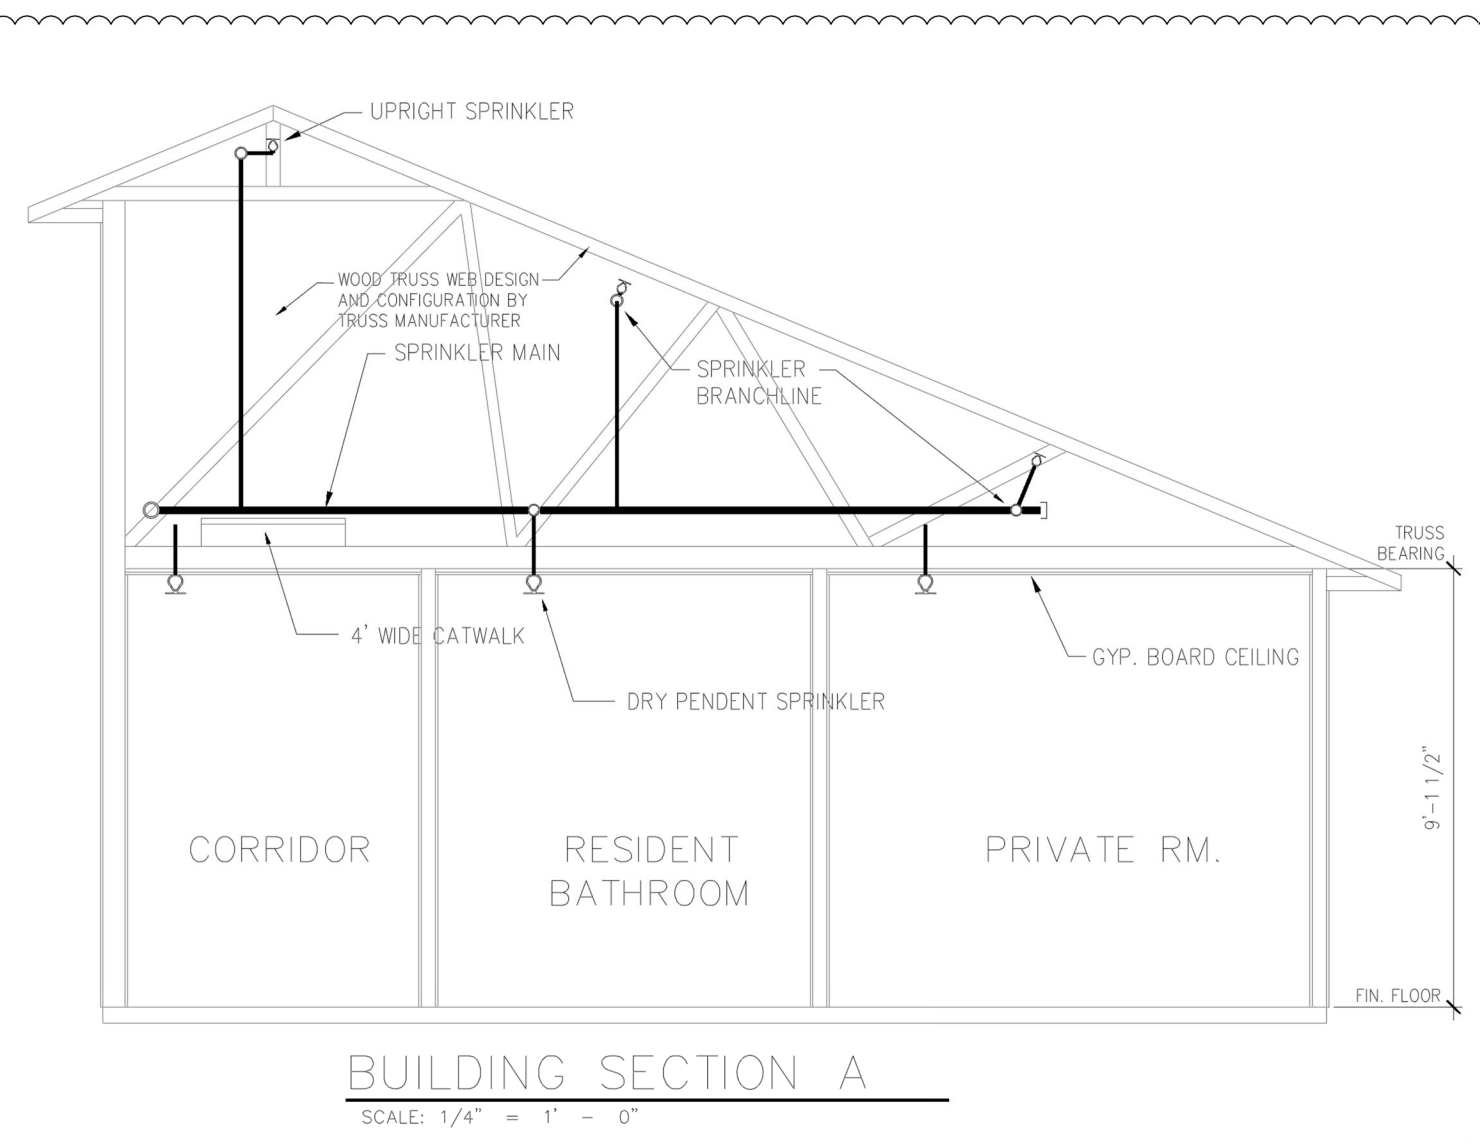 UPRIGHT SPRINKLER
WOOD TRUSS WEB DESIGN
AND CONFIGURATION BY
TRUSS MANUFACTURER
SPRINKLER MAIN
SPRINKLER
BRANCHLINE
TRUSS
BEARING
4' WIDE CATWALK
GYP. BOARD CEILING
DRY PENDENT SPRINKLER
9'-1 1/2"
CORRIDOR
RESIDENT
BATHROOM
PRIVATE RM.
FIN. FLOOR
BUILDING SECTION A
SCALE: 1/4" = 1' - 0"